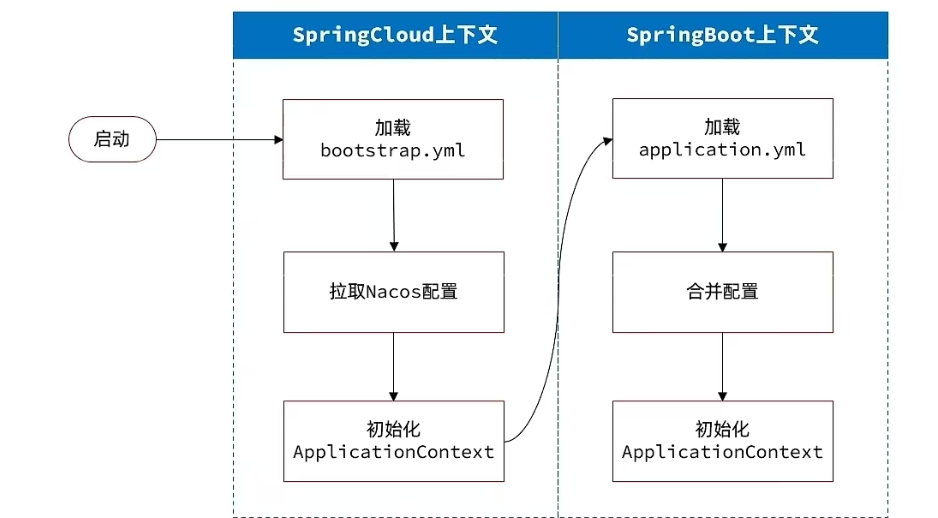 SpringCloud上下文
SpringBoot上下文
启动
加载
bootstrap.yml
拉取Nacos配置
初始化
ApplicationContext
加载
application.yml
合并配置
初始化
ApplicationContext